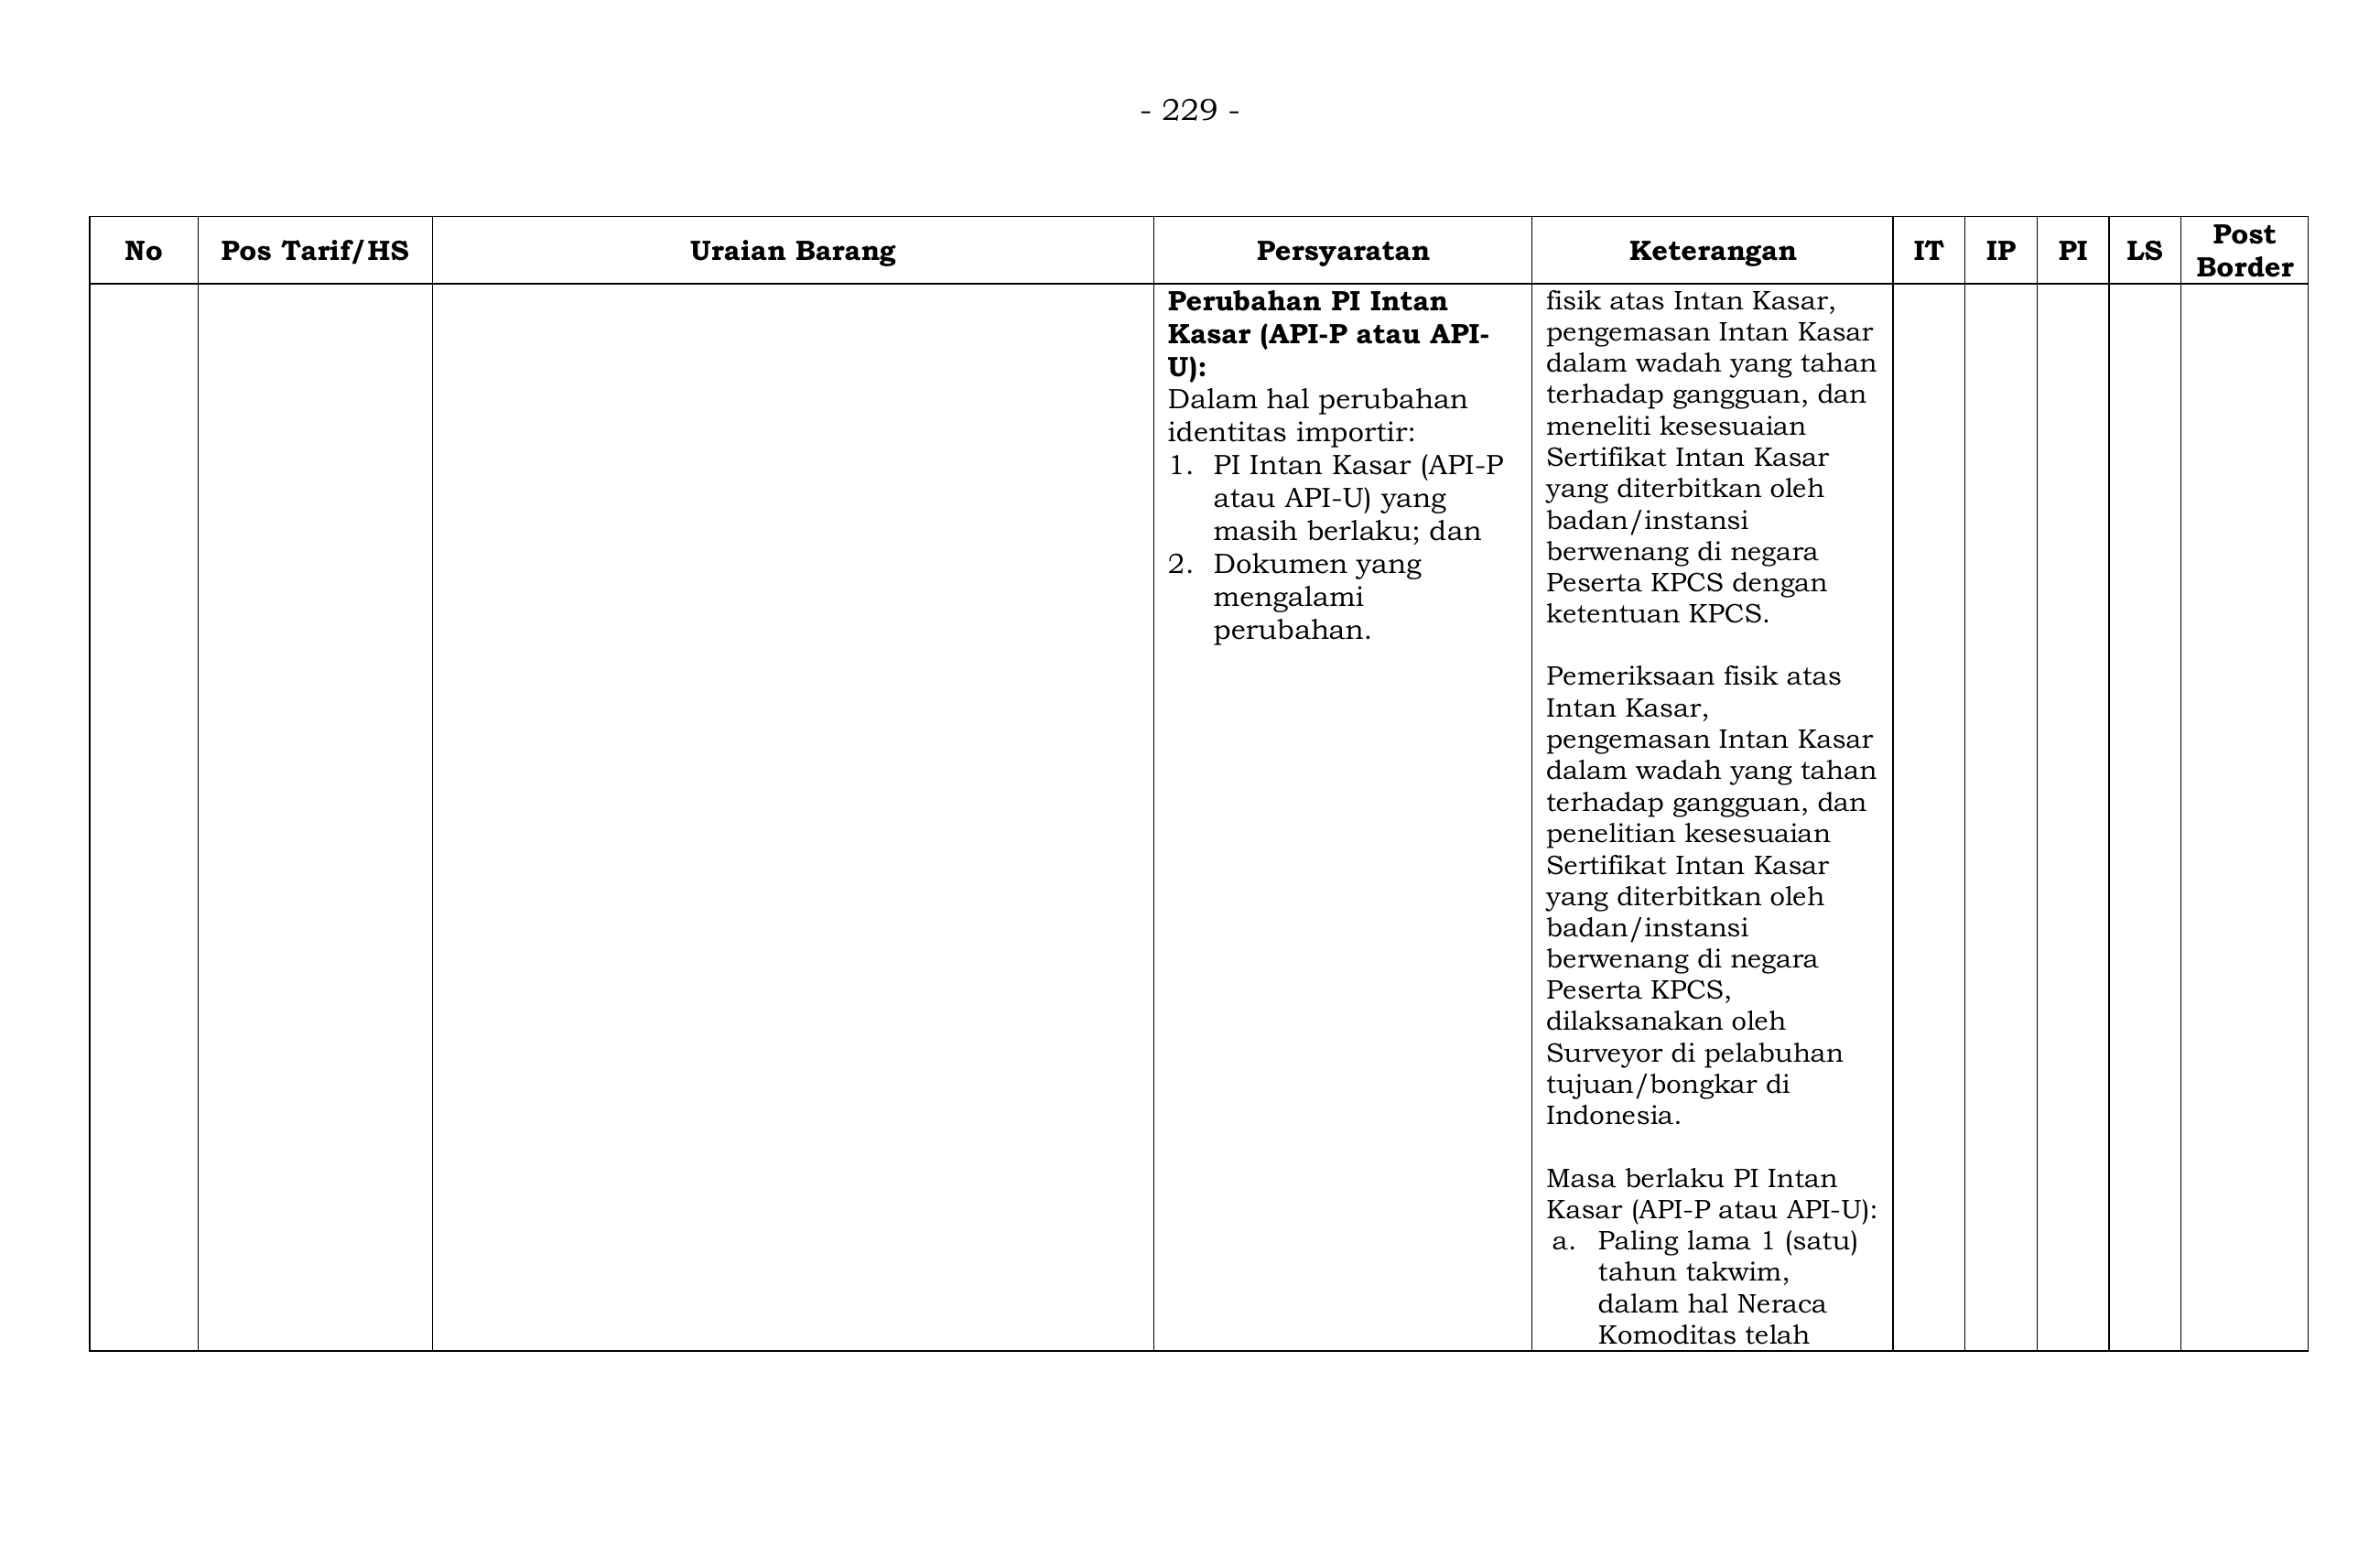 - 229 -
No
Pos Tarif/HS
Uraian Barang
Persyaratan
Keterangan
IT
IP
PI
LS
Post
Border
Perubahan PI Intan
Kasar (API-P atau API-
U):
Dalam hal perubahan
identitas importir:
1. PI Intan Kasar (API-P
atau API-U) yang
masih berlaku; dan
2. Dokumen yang
mengalami
perubahan.
fisik atas Intan Kasar,
pengemasan Intan Kasar
dalam wadah yang tahan
terhadap gangguan, dan
meneliti kesesuaian
Sertifikat Intan Kasar
yang diterbitkan oleh
badan/instansi
berwenang di negara
Peserta KPCS dengan
ketentuan KPCS.
Pemeriksaan fisik atas
Intan Kasar,
pengemasan Intan Kasar
dalam wadah yang tahan
terhadap gangguan, dan
penelitian kesesuaian
Sertifikat Intan Kasar
yang diterbitkan oleh
badan/instansi
berwenang di negara
Peserta KPCS,
dilaksanakan oleh
Surveyor di pelabuhan
tujuan/bongkar di
Indonesia.
Masa berlaku PI Intan
Kasar (API-P atau API-U):
a. Paling lama 1 (satu)
tahun takwim,
dalam hal Neraca
Komoditas telah